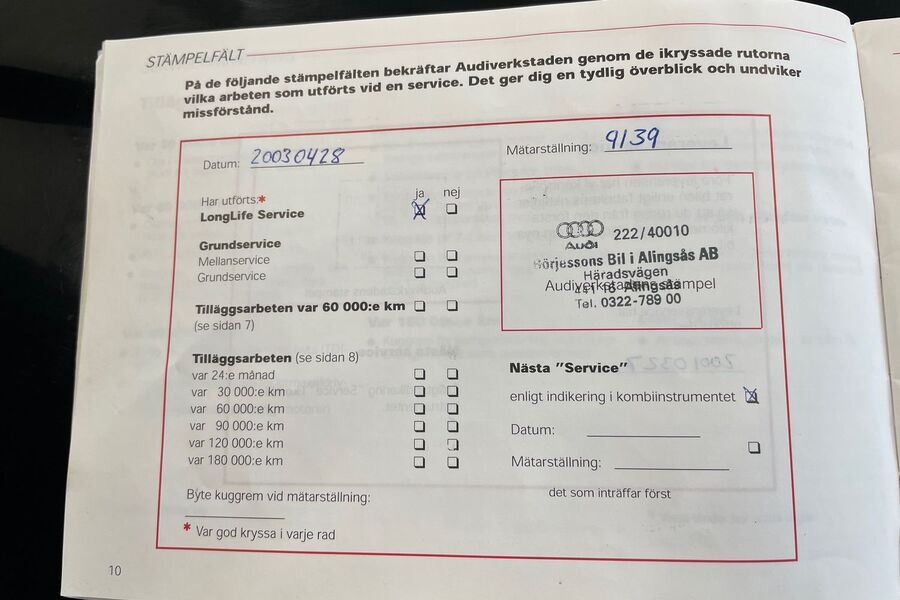 STÄMPELFÄLT
På de följande stämpelfälten bekräftar Audiverkstaden genom de ikryssade rutorna
vilka arbeten som utförts vid en service. Det ger dig en tydlig överblick och undviker
missförstånd.
Datum: 20030428
Mätarställning: 9139
ja nej
Har utförts:*
LongLife Service
Grundservice
Mellanservice
Grundservice
Tilläggsarbeten var 60 000:e km
(se sidan 7)
Tilläggsarbeten (se sidan 8)
var 24:e månad
var 30 000:e km
var 60 000:e km
var 90 000:e km
var 120 000:e km
var 180 000:e km
Byte kuggrem vid mätarställning:
* Var god kryssa i varje rad
Audi 222/40010
Börjessons Bil i Alingsås AB
Häradsvägen
Audiverkstadens stämpel
441 16 Alingsås
Tel. 0322-789 00
Nästa "Service"
enligt indikering i kombiinstrumentet
Datum:
Mätarställning:
det som inträffar först
10